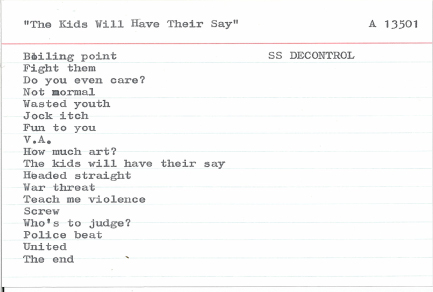 "The Kids Will Have Their Say" A 13501
Boiling point SS DECONTROL
Fight them
Do you even care?
Not mormal
Wasted youth
Jock itch
Fun to you
V.A.
How much art?
The kids will have their say
Headed straight
War threat
Teach me violence
Screw
Who's to judge?
Police beat
United
The end